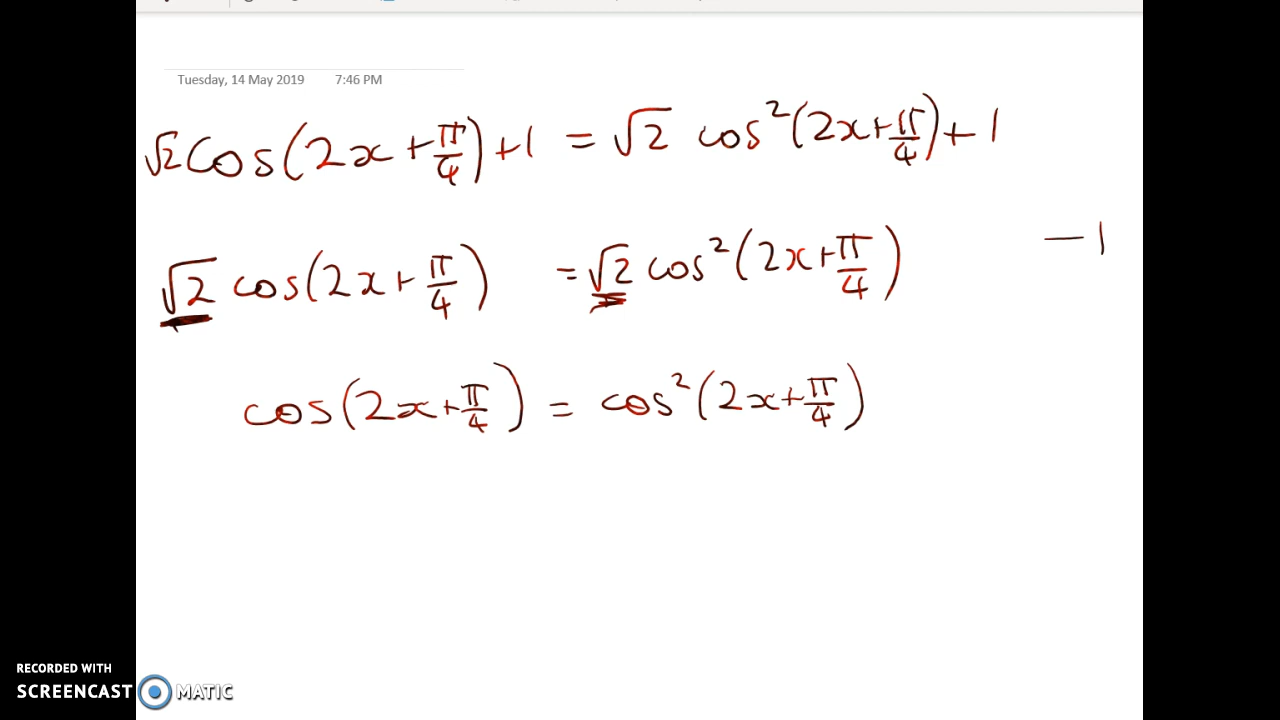 Tuesday, 14 May 2019 7:46 PM
√2 cos(2x + π/4) + 1 = √2 cos²(2x + π/4) + 1
√2 cos(2x + π/4) = √2 cos²(2x + π/4) − 1
cos(2x + π/4) = cos²(2x + π/4)
RECORDED WITH
SCREENCAST MATIC